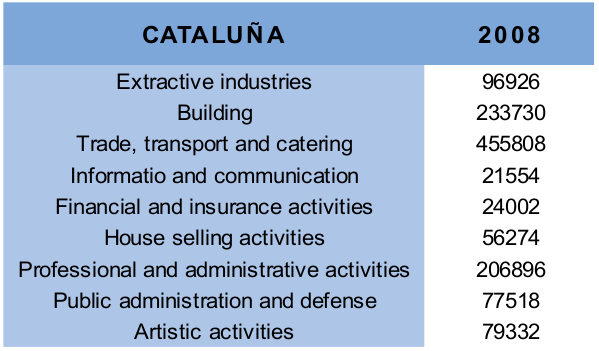 CATALUÑA 2008
Extractive industries 96926
Building 233730
Trade, transport and catering 455808
Informatio and communication 21554
Financial and insurance activities 24002
House selling activities 56274
Professional and administrative activities 206896
Public administration and defense 77518
Artistic activities 79332